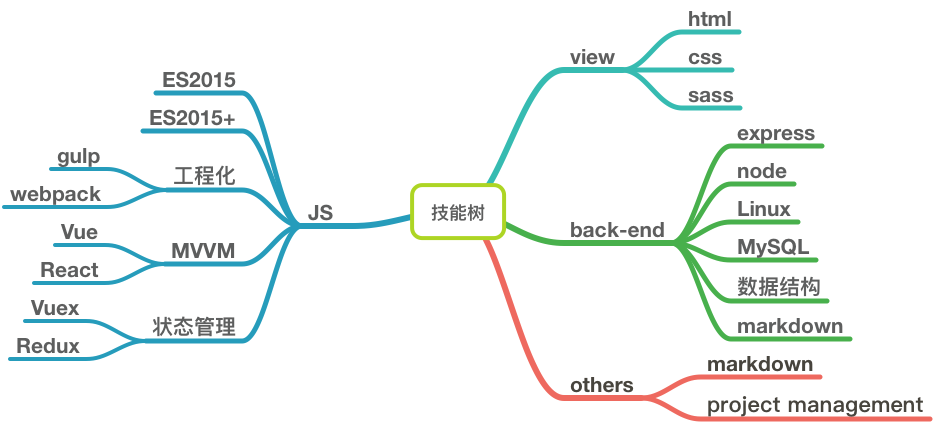 技能树
JS
ES2015
ES2015+
工程化
gulp
webpack
MVVM
Vue
React
状态管理
Vuex
Redux
view
html
css
sass
back-end
express
node
Linux
MySQL
数据结构
markdown
others
markdown
project management